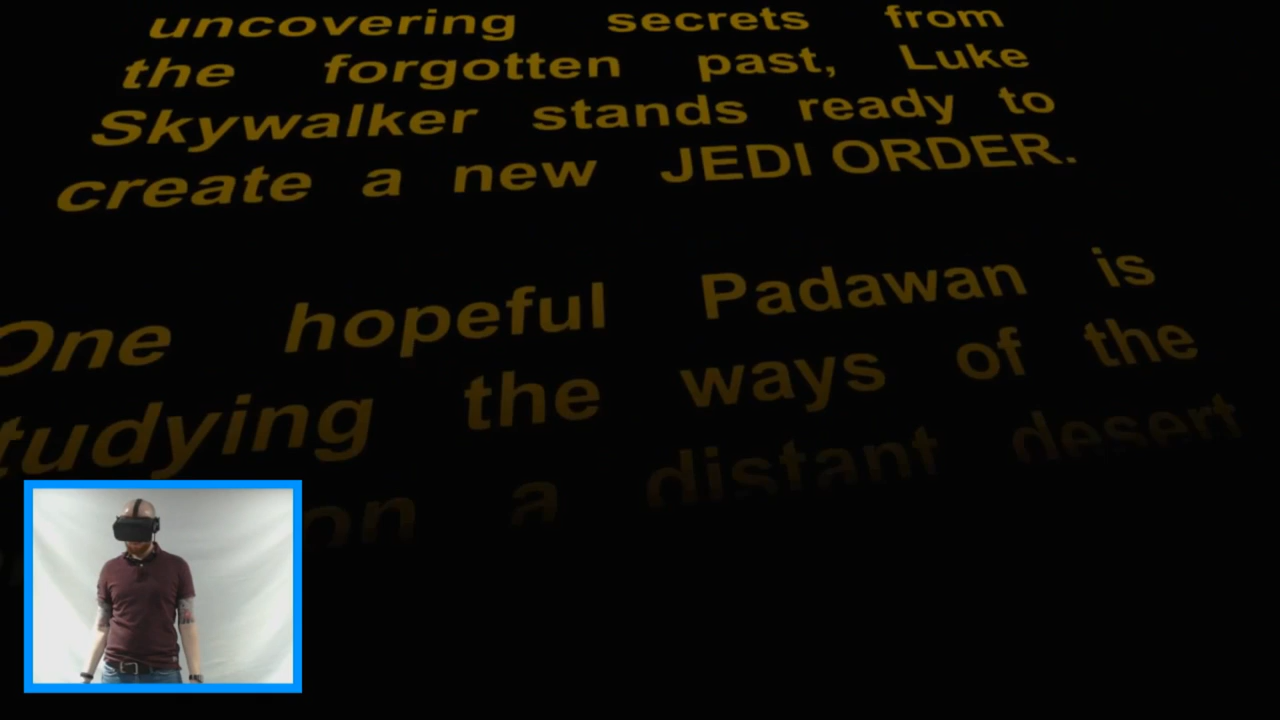 uncovering secrets from
the forgotten past, Luke
Skywalker stands ready to
create a new JEDI ORDER.
One hopeful Padawan is
tudying the ways of the
on a distant desert